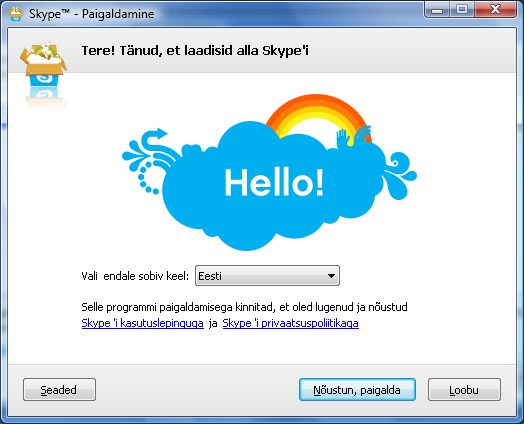 Skype™ - Paigaldamine
Tere! Tänud, et laadisid alla Skype'i
Hello!
Vali endale sobiv keel: Eesti
Selle programmi paigaldamisega kinnitad, et oled lugenud ja nõustud
Skype 'i kasutuslepinguga ja Skype 'i privaatsuspoliitikaga
Seaded Nõustun, paigalda Loobu